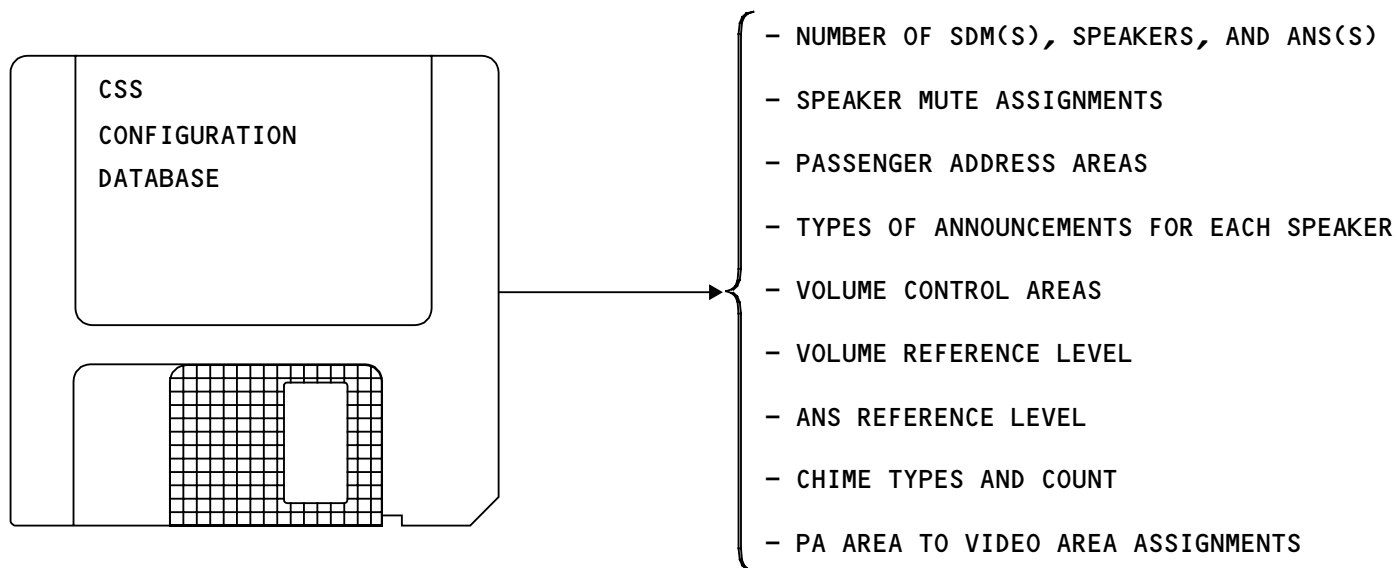 CSS
CONFIGURATION
DATABASE
- NUMBER OF SDM(S), SPEAKERS, AND ANS(S)
- SPEAKER MUTE ASSIGNMENTS
- PASSENGER ADDRESS AREAS
- TYPES OF ANNOUNCEMENTS FOR EACH SPEAKER
- VOLUME CONTROL AREAS
- VOLUME REFERENCE LEVEL
- ANS REFERENCE LEVEL
- CHIME TYPES AND COUNT
- PA AREA TO VIDEO AREA ASSIGNMENTS